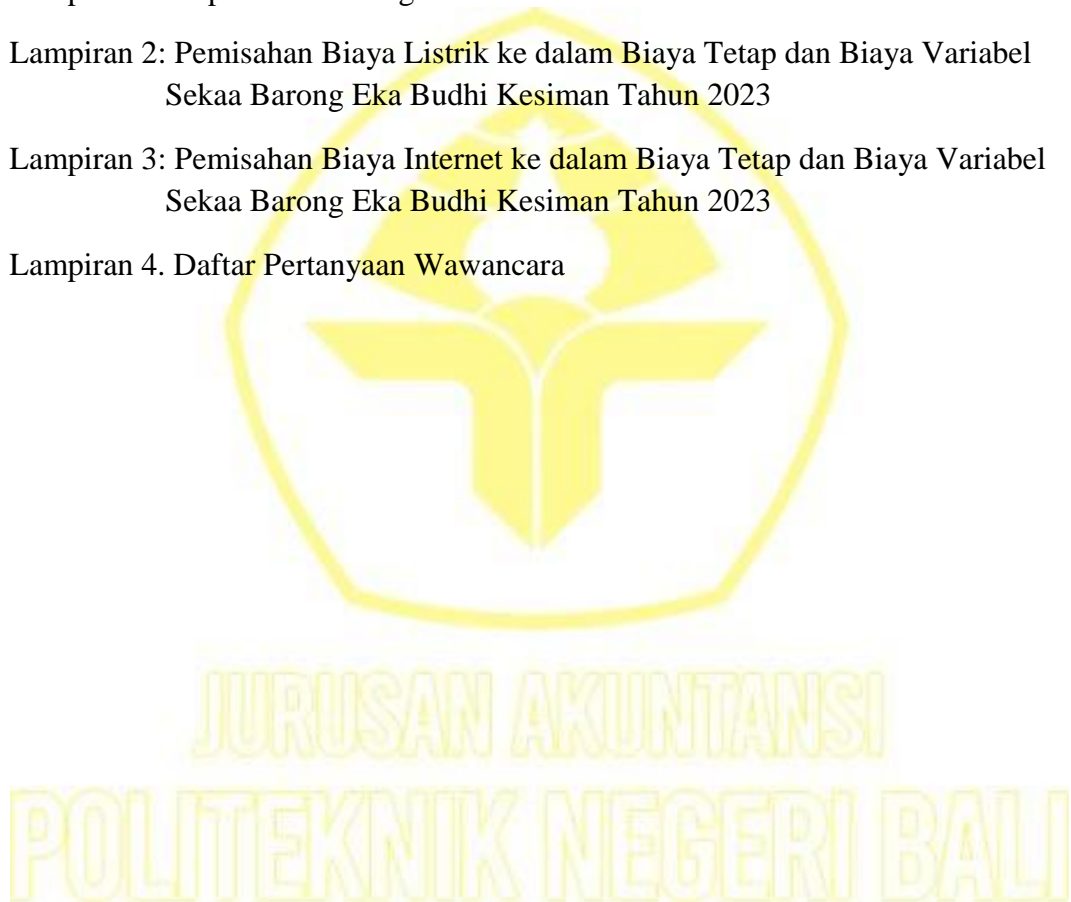 Lampiran 2: Pemisahan Biaya Listrik ke dalam Biaya Tetap dan Biaya Variabel
Sekaa Barong Eka Budhi Kesiman Tahun 2023
Lampiran 3: Pemisahan Biaya Internet ke dalam Biaya Tetap dan Biaya Variabel
Sekaa Barong Eka Budhi Kesiman Tahun 2023
Lampiran 4. Daftar Pertanyaan Wawancara
JURUSAN AKUNTANSI
POLITEKNIK NEGERI BALI